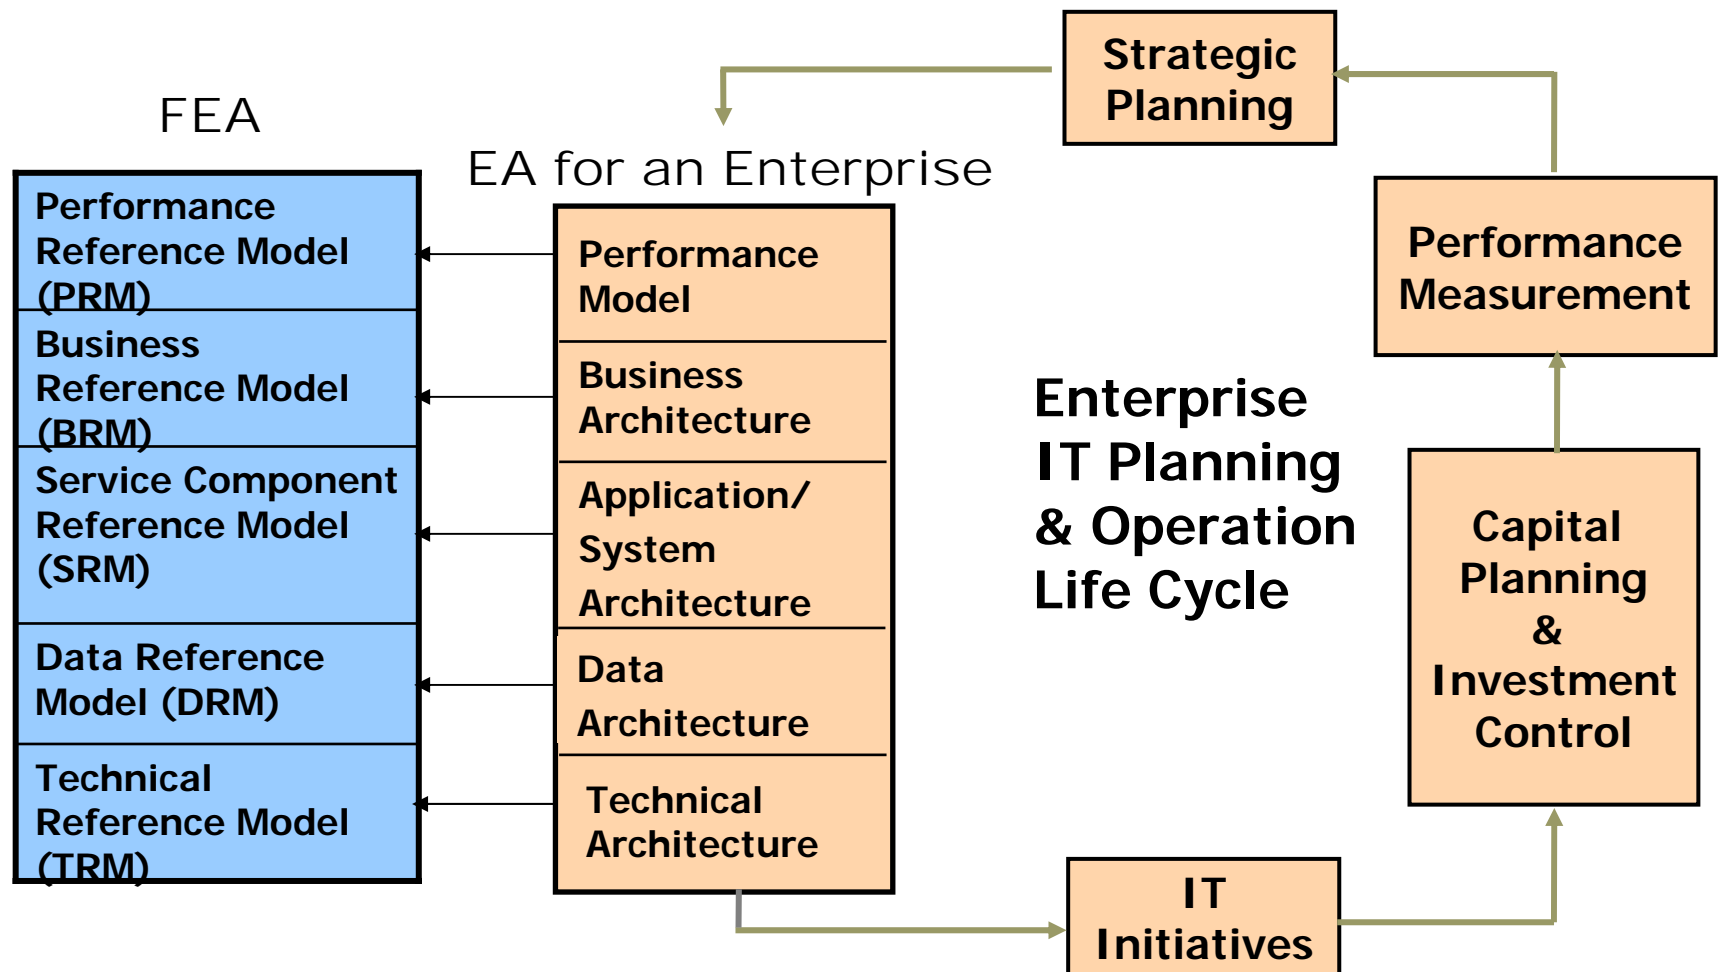 FEA
Performance
Reference Model
(PRM)
Business
Reference Model
(BRM)
Service Component
Reference Model
(SRM)
Data Reference
Model (DRM)
Technical
Reference Model
(TRM)
EA for an Enterprise
Performance
Model
Business
Architecture
Application/
System
Architecture
Data
Architecture
Technical
Architecture
Enterprise
IT Planning
& Operation
Life Cycle
Strategic
Planning
Performance
Measurement
Capital
Planning
&
Investment
Control
IT
Initiatives